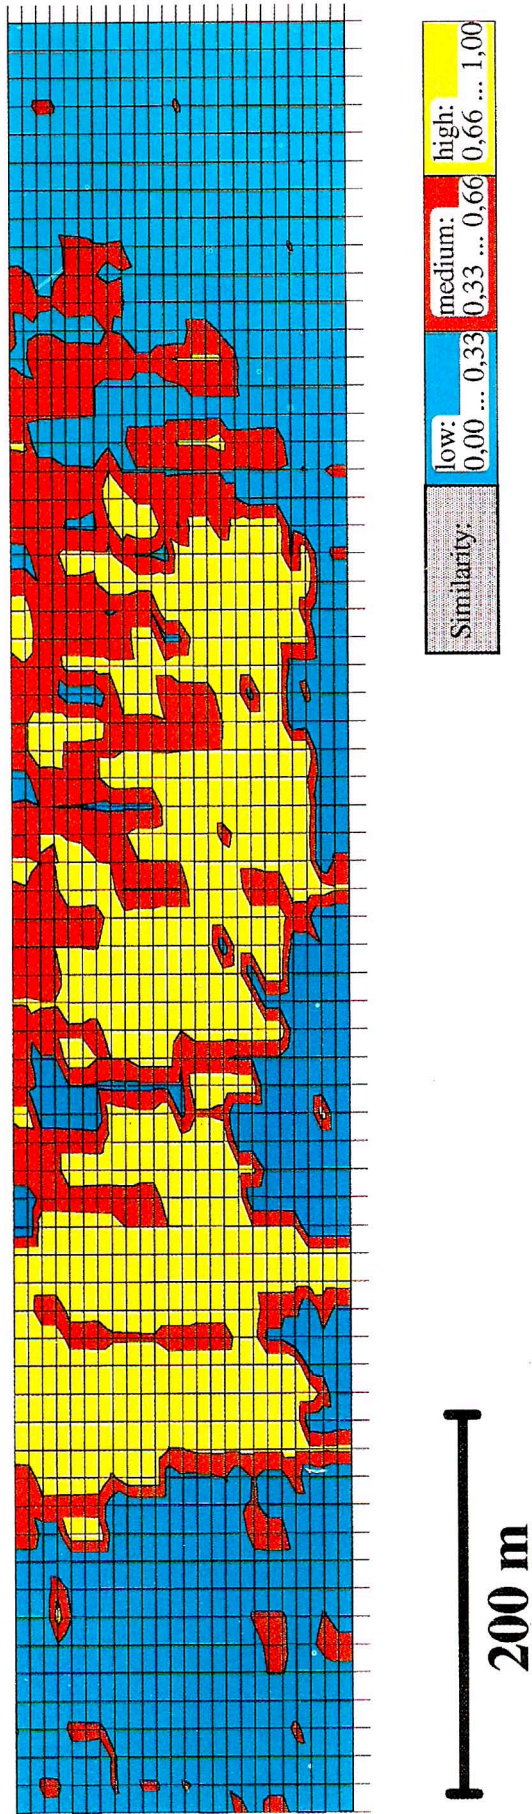 Similarity:
low:
0,00 ... 0,33
medium:
0,33 ... 0,66
high:
0,66 ... 1,00
200 m